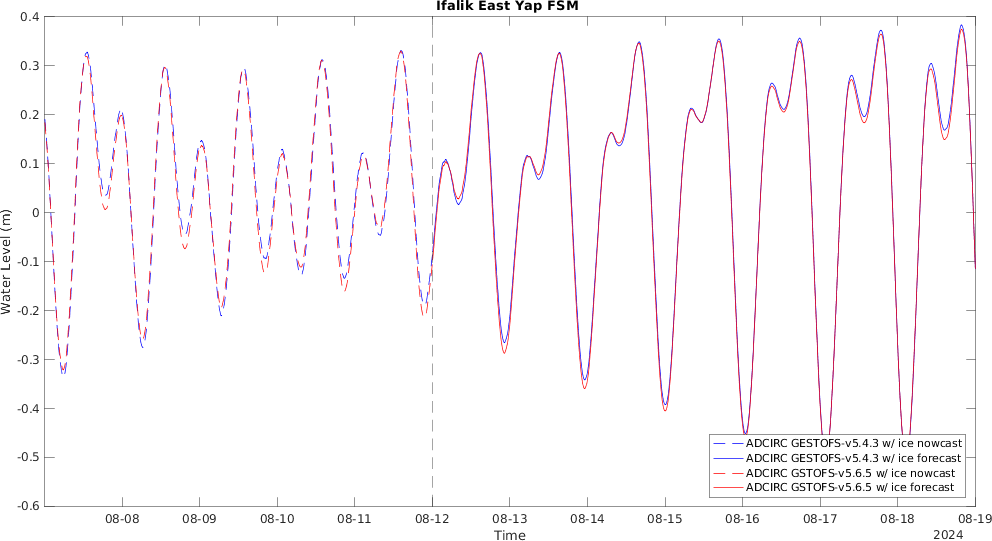 Ifalik East Yap FSM
0.4
0.3
0.2
0.1
0
-0.1
-0.2
-0.3
-0.4
-0.5
-0.6
Water Level (m)
ADCIRC GESTOFS-v5.4.3 w/ ice nowcast
ADCIRC GESTOFS-v5.4.3 w/ ice forecast
ADCIRC GSTOFS-v5.6.5 w/ ice nowcast
ADCIRC GSTOFS-v5.6.5 w/ ice forecast
08-08 08-09 08-10 08-11 08-12 08-13 08-14 08-15 08-16 08-17 08-18 08-19
Time
2024